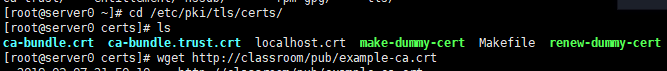 [root@server0 ~]# cd /etc/pki/tls/certs/
[root@server0 certs]# ls
ca-bundle.crt ca-bundle.trust.crt localhost.crt make-dummy-cert Makefile renew-dummy-cert
[root@server0 certs]# wget http://classroom/pub/example-ca.crt